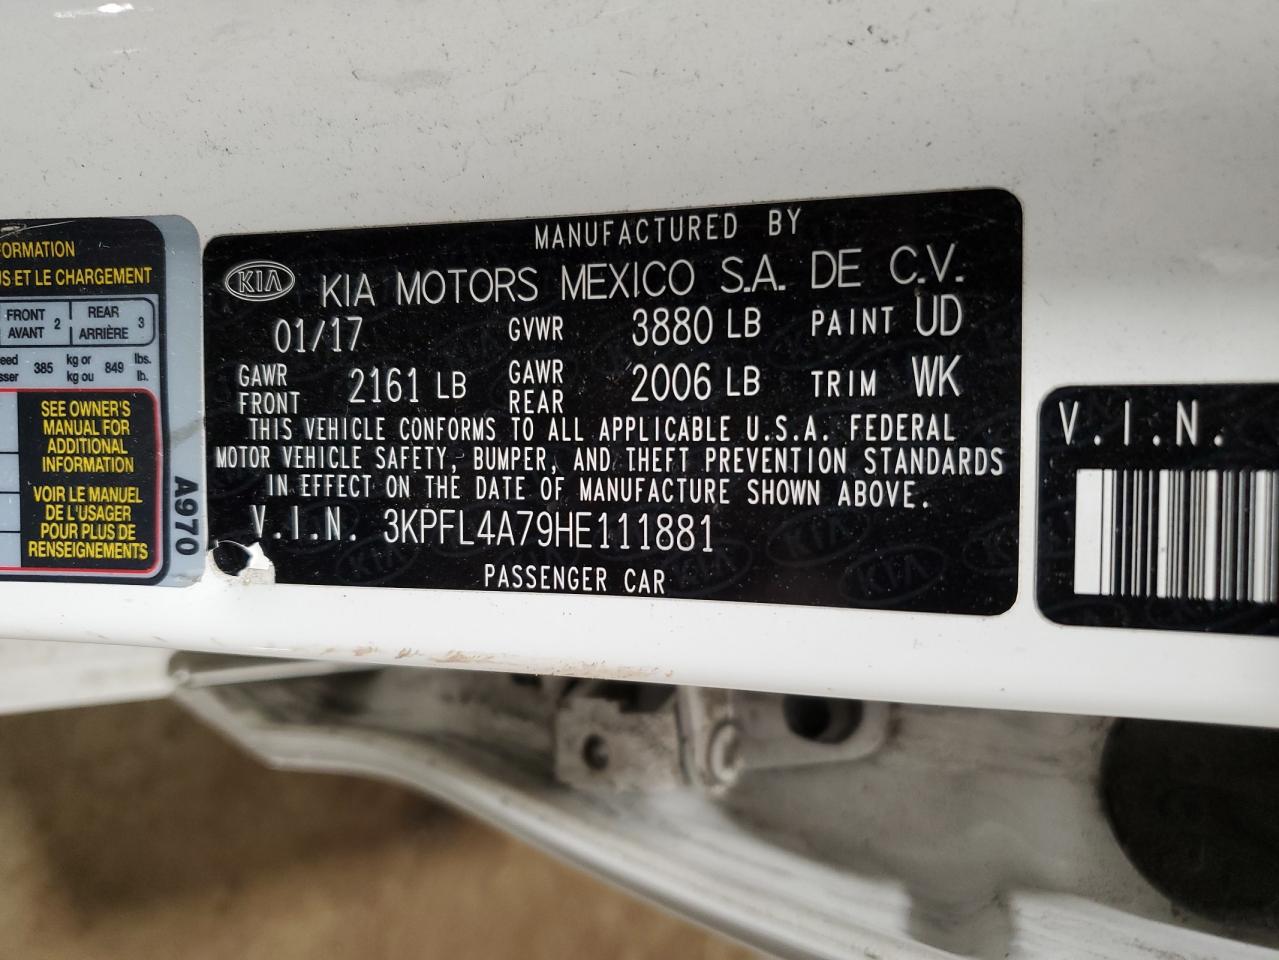 FORMATION
US ET LE CHARGEMENT
FRONT
AVANT 2
REAR
ARRIÈRE 3
385 kg or
kg ou 849 lbs.
lb.
SEE OWNER'S
MANUAL FOR
ADDITIONAL
INFORMATION
VOIR LE MANUEL
DE L'USAGER
POUR PLUS DE
RENSEIGNEMENTS
A970
MANUFACTURED BY
KIA KIA MOTORS MEXICO S.A. DE C.V.
01/17 GVWR 3880 LB PAINT UD
GAWR
FRONT 2161 LB GAWR
REAR 2006 LB TRIM WK
THIS VEHICLE CONFORMS TO ALL APPLICABLE U.S.A. FEDERAL
MOTOR VEHICLE SAFETY, BUMPER, AND THEFT PREVENTION STANDARDS
IN EFFECT ON THE DATE OF MANUFACTURE SHOWN ABOVE.
V.I.N. 3KPFL4A79HE111881
PASSENGER CAR
V.I.N.